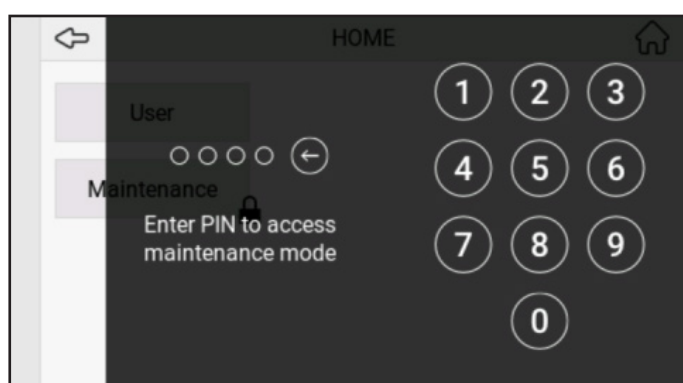 HOME
User
Maintenance
Enter PIN to access
maintenance mode
1 2 3
4 5 6
7 8 9
0